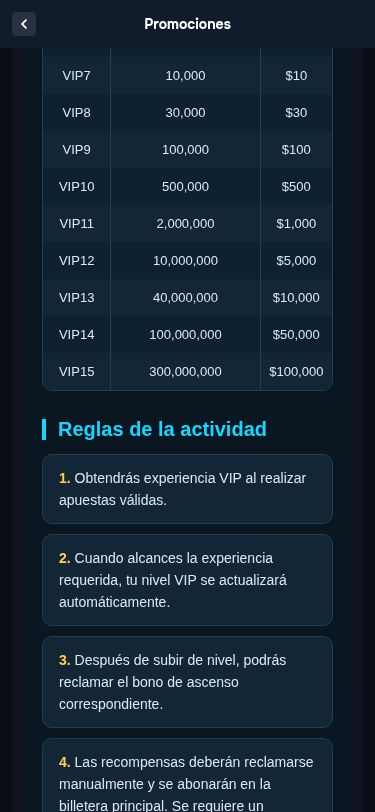 Promociones
VIP7 10,000 $10
VIP8 30,000 $30
VIP9 100,000 $100
VIP10 500,000 $500
VIP11 2,000,000 $1,000
VIP12 10,000,000 $5,000
VIP13 40,000,000 $10,000
VIP14 100,000,000 $50,000
VIP15 300,000,000 $100,000
Reglas de la actividad
1. Obtendrás experiencia VIP al realizar
apuestas válidas.
2. Cuando alcances la experiencia
requerida, tu nivel VIP se actualizará
automáticamente.
3. Después de subir de nivel, podrás
reclamar el bono de ascenso
correspondiente.
4. Las recompensas deberán reclamarse
manualmente y se abonarán en la
billetera principal. Se requiere un